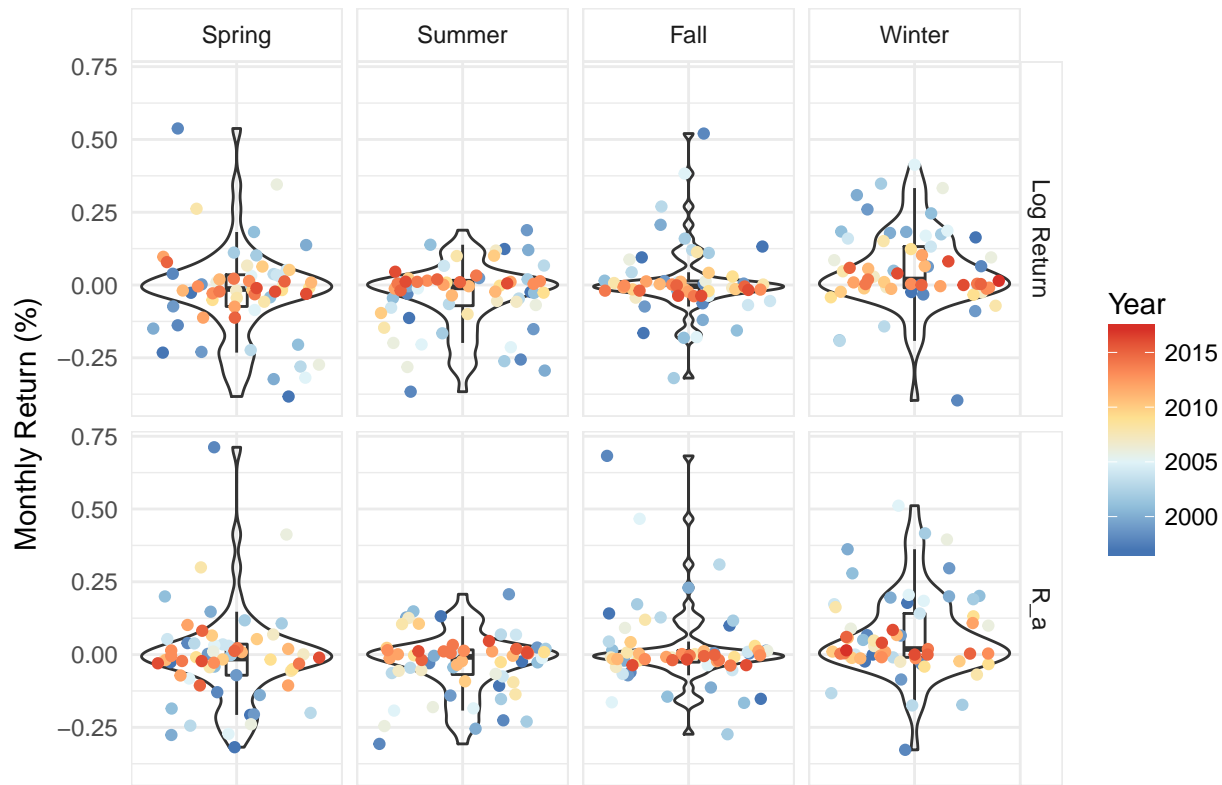 Spring Summer Fall Winter
0.75
0.50
0.25
0.00
−0.25
Log Return
0.75
0.50
0.25
0.00
−0.25
R_a
Monthly Return (%)
Year
2015
2010
2005
2000